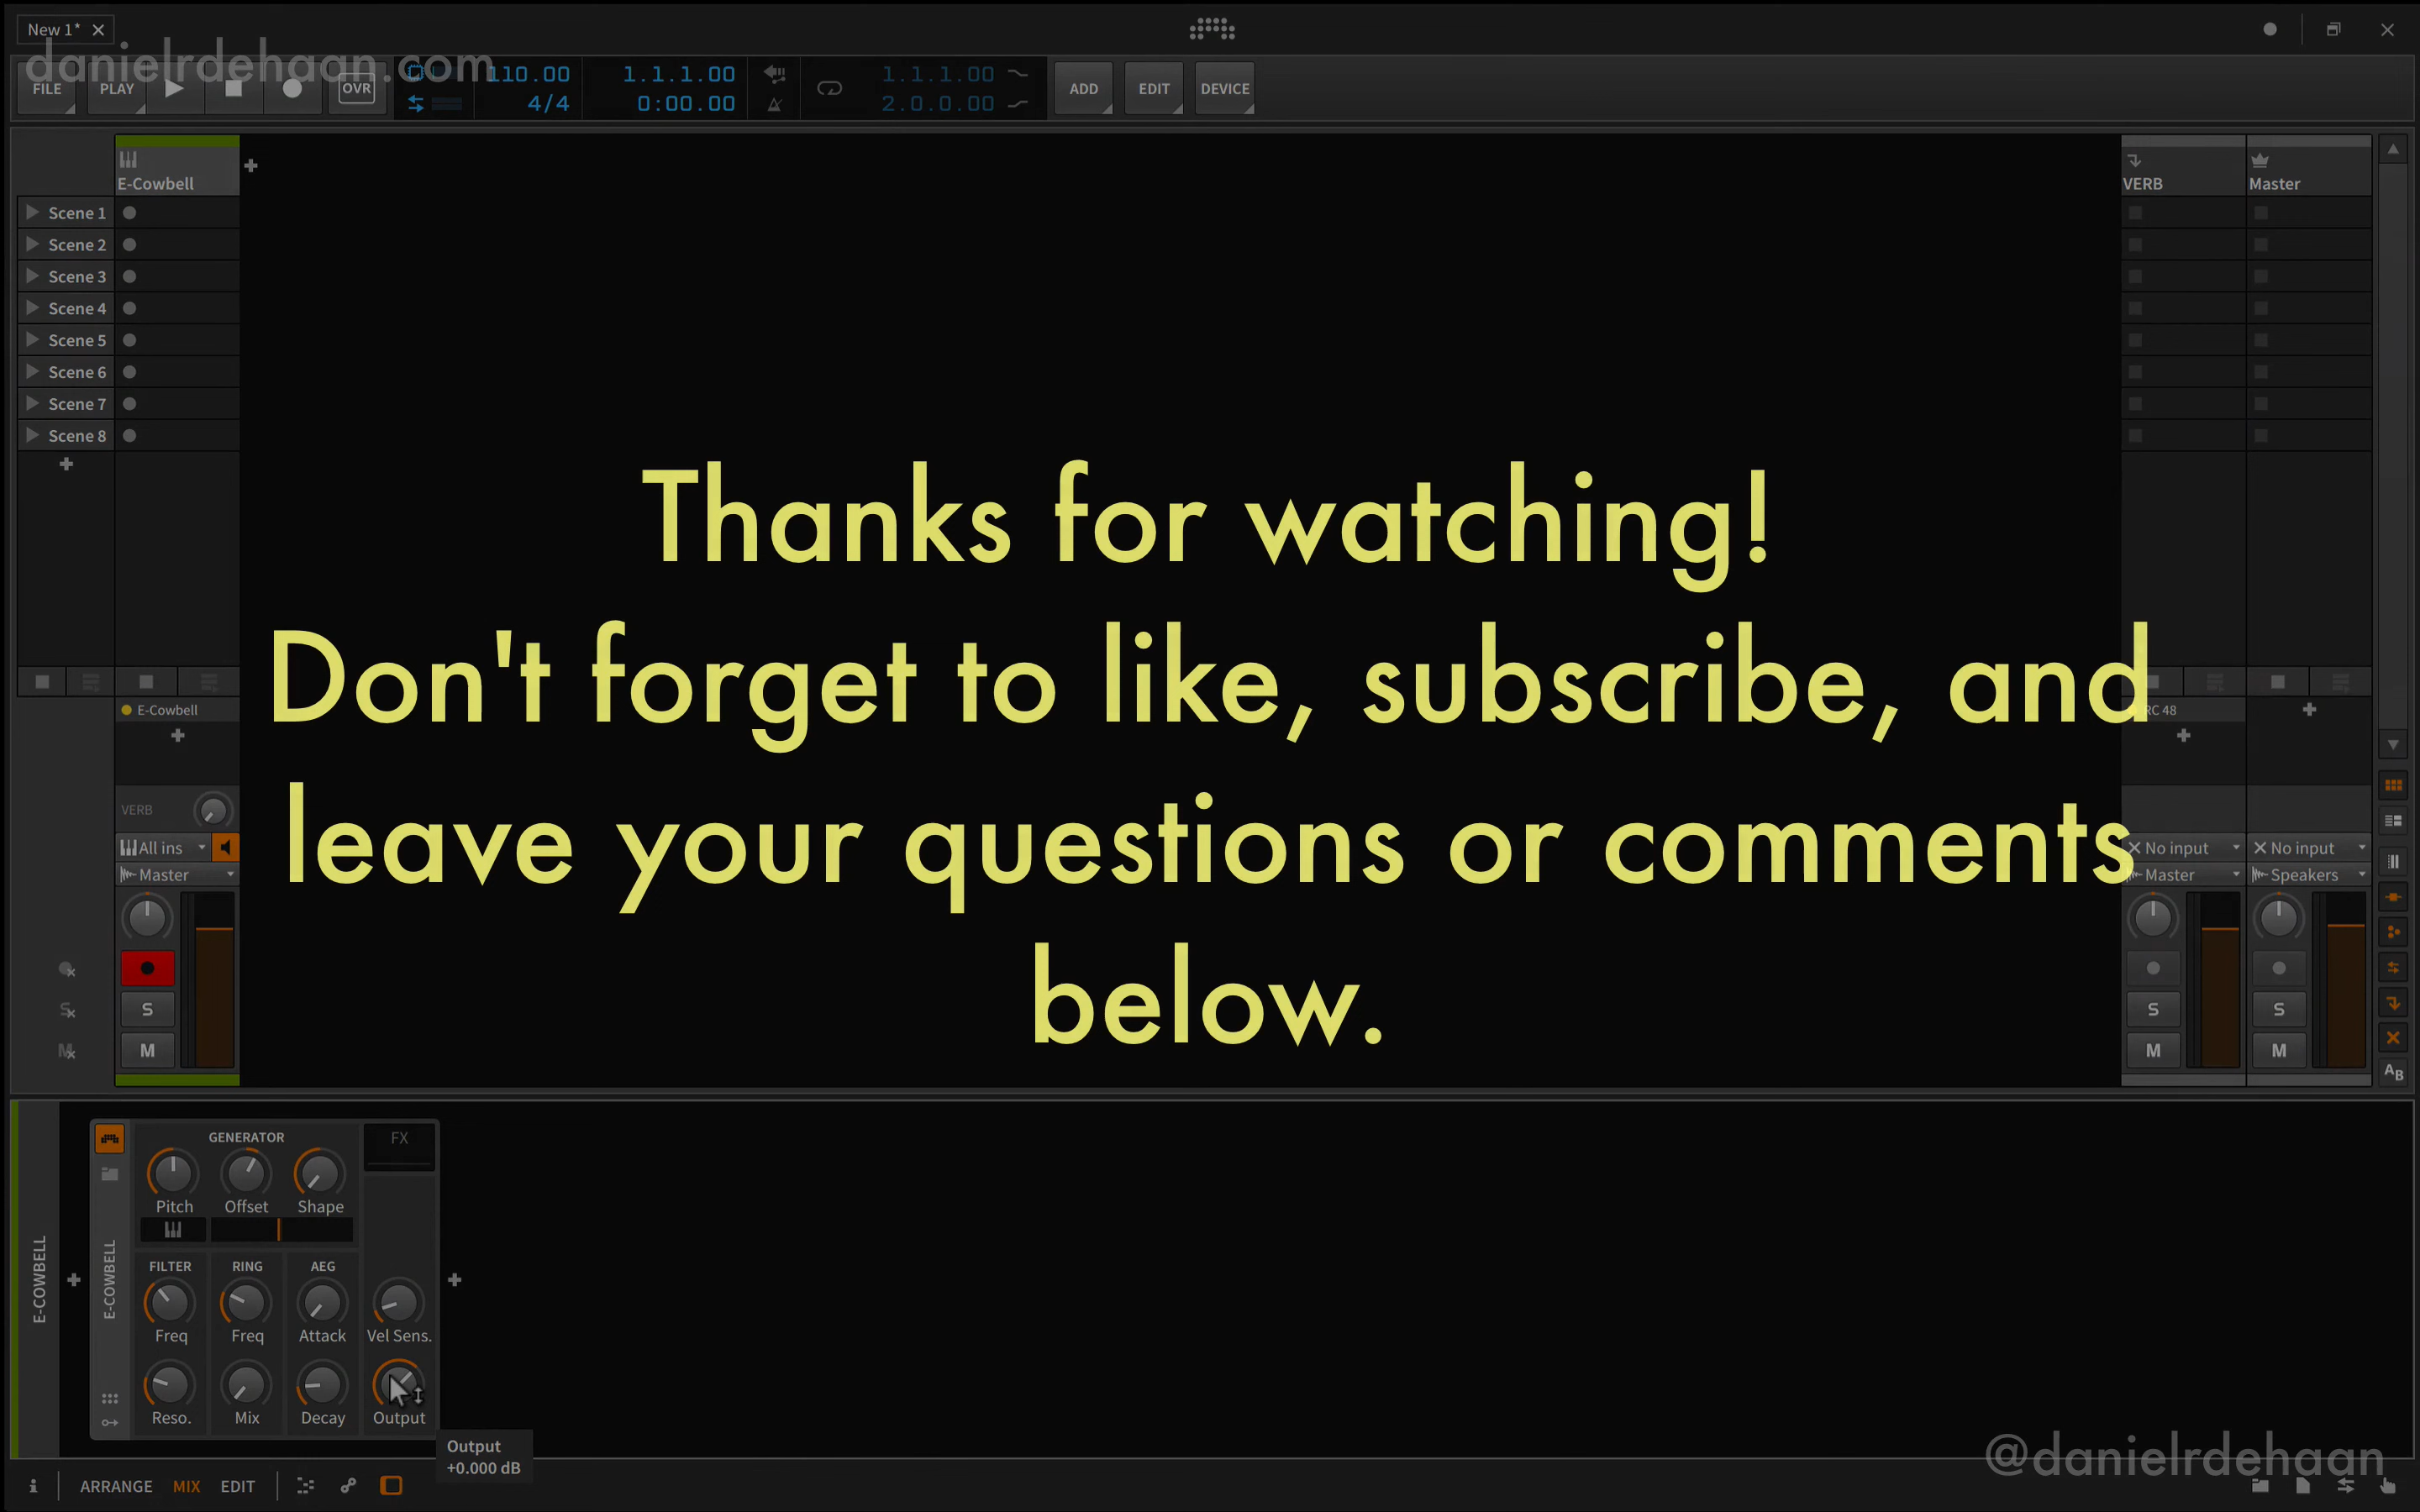 New 1*
danielrdehaan.com
FILE PLAY OVR 110.00 4/4 1.1.1.00 0:00.00 1.1.1.00 2.0.0.00 ADD EDIT DEVICE
E-Cowbell VERB Master
Scene 1
Scene 2
Scene 3
Scene 4
Scene 5
Scene 6
Scene 7
Scene 8
Thanks for watching!
Don't forget to like, subscribe, and
leave your questions or comments
below.
E-Cowbell RC 48
VERB
All ins No input No input
Master Master Speakers
S S S
M M M
AB
E-COWBELL
E-COWBELL
GENERATOR FX
Pitch Offset Shape
FILTER RING AEG
Freq Freq Attack Vel Sens.
Reso. Mix Decay Output
Output
+0.000 dB
@danielrdehaan
i ARRANGE MIX EDIT